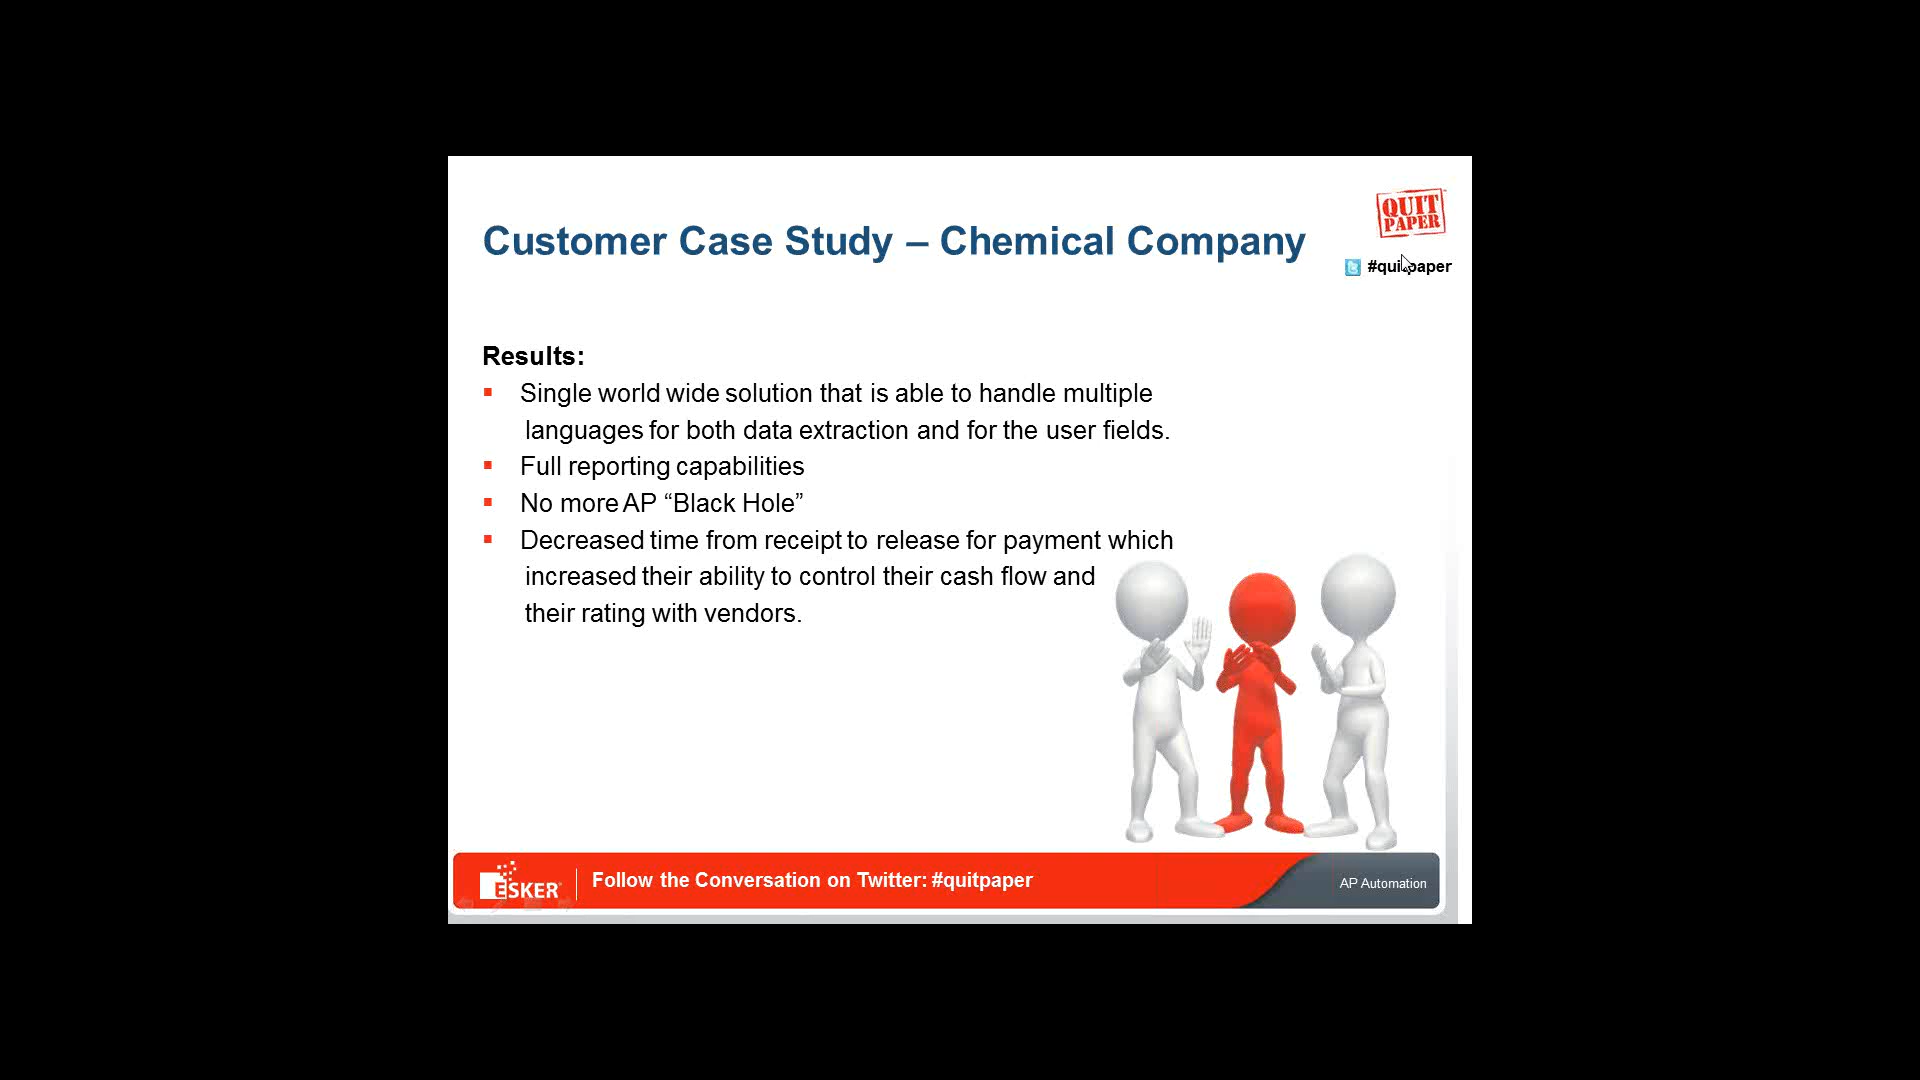 QUIT
PAPER
Customer Case Study – Chemical Company
#quitpaper
Results:
Single world wide solution that is able to handle multiple
languages for both data extraction and for the user fields.
Full reporting capabilities
No more AP “Black Hole”
Decreased time from receipt to release for payment which
increased their ability to control their cash flow and
their rating with vendors.
ESKER
Follow the Conversation on Twitter: #quitpaper
AP Automation